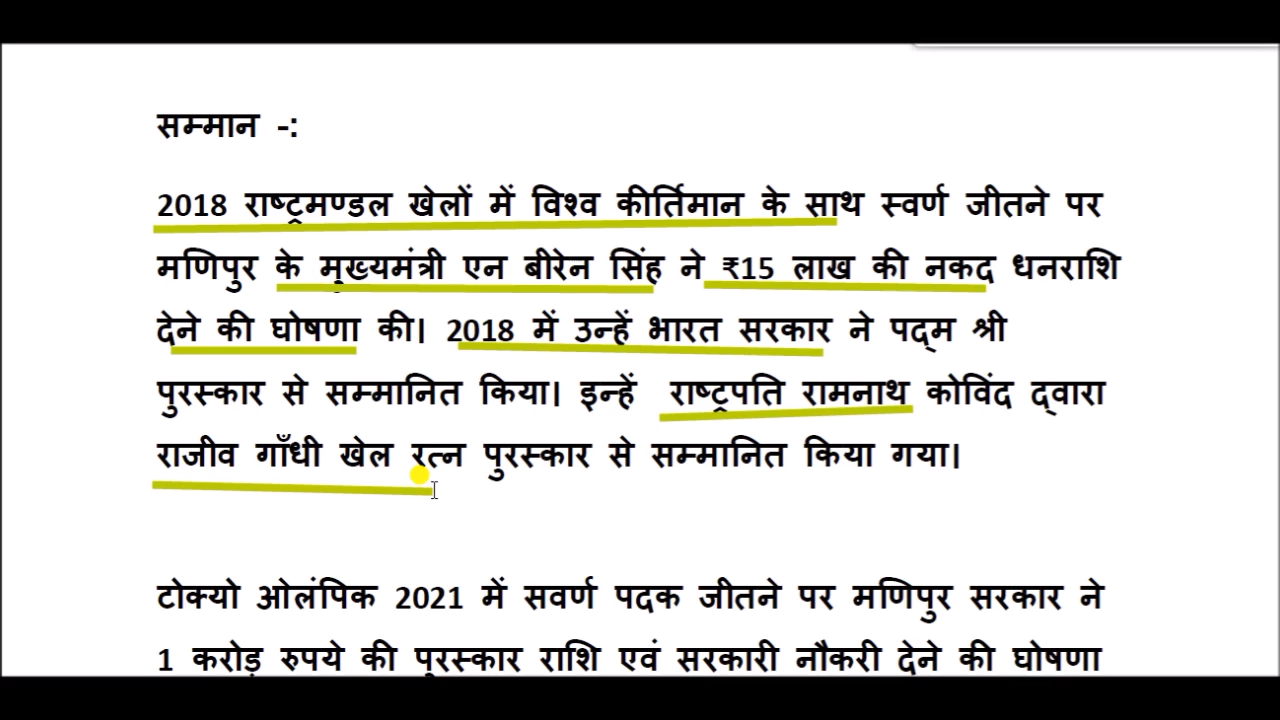 सम्मान -:
2018 राष्ट्रमण्डल खेलों में विश्व कीर्तिमान के साथ स्वर्ण जीतने पर
मणिपुर के मुख्यमंत्री एन बीरेन सिंह ने ₹15 लाख की नकद धनराशि
देने की घोषणा की। 2018 में उन्हें भारत सरकार ने पद्म श्री
पुरस्कार से सम्मानित किया। इन्हें राष्ट्रपति रामनाथ कोविंद द्वारा
राजीव गाँधी खेल रत्न पुरस्कार से सम्मानित किया गया।
टोक्यो ओलंपिक 2021 में सवर्ण पदक जीतने पर मणिपुर सरकार ने
1 करोड़ रुपये की पुरस्कार राशि एवं सरकारी नौकरी देने की घोषणा